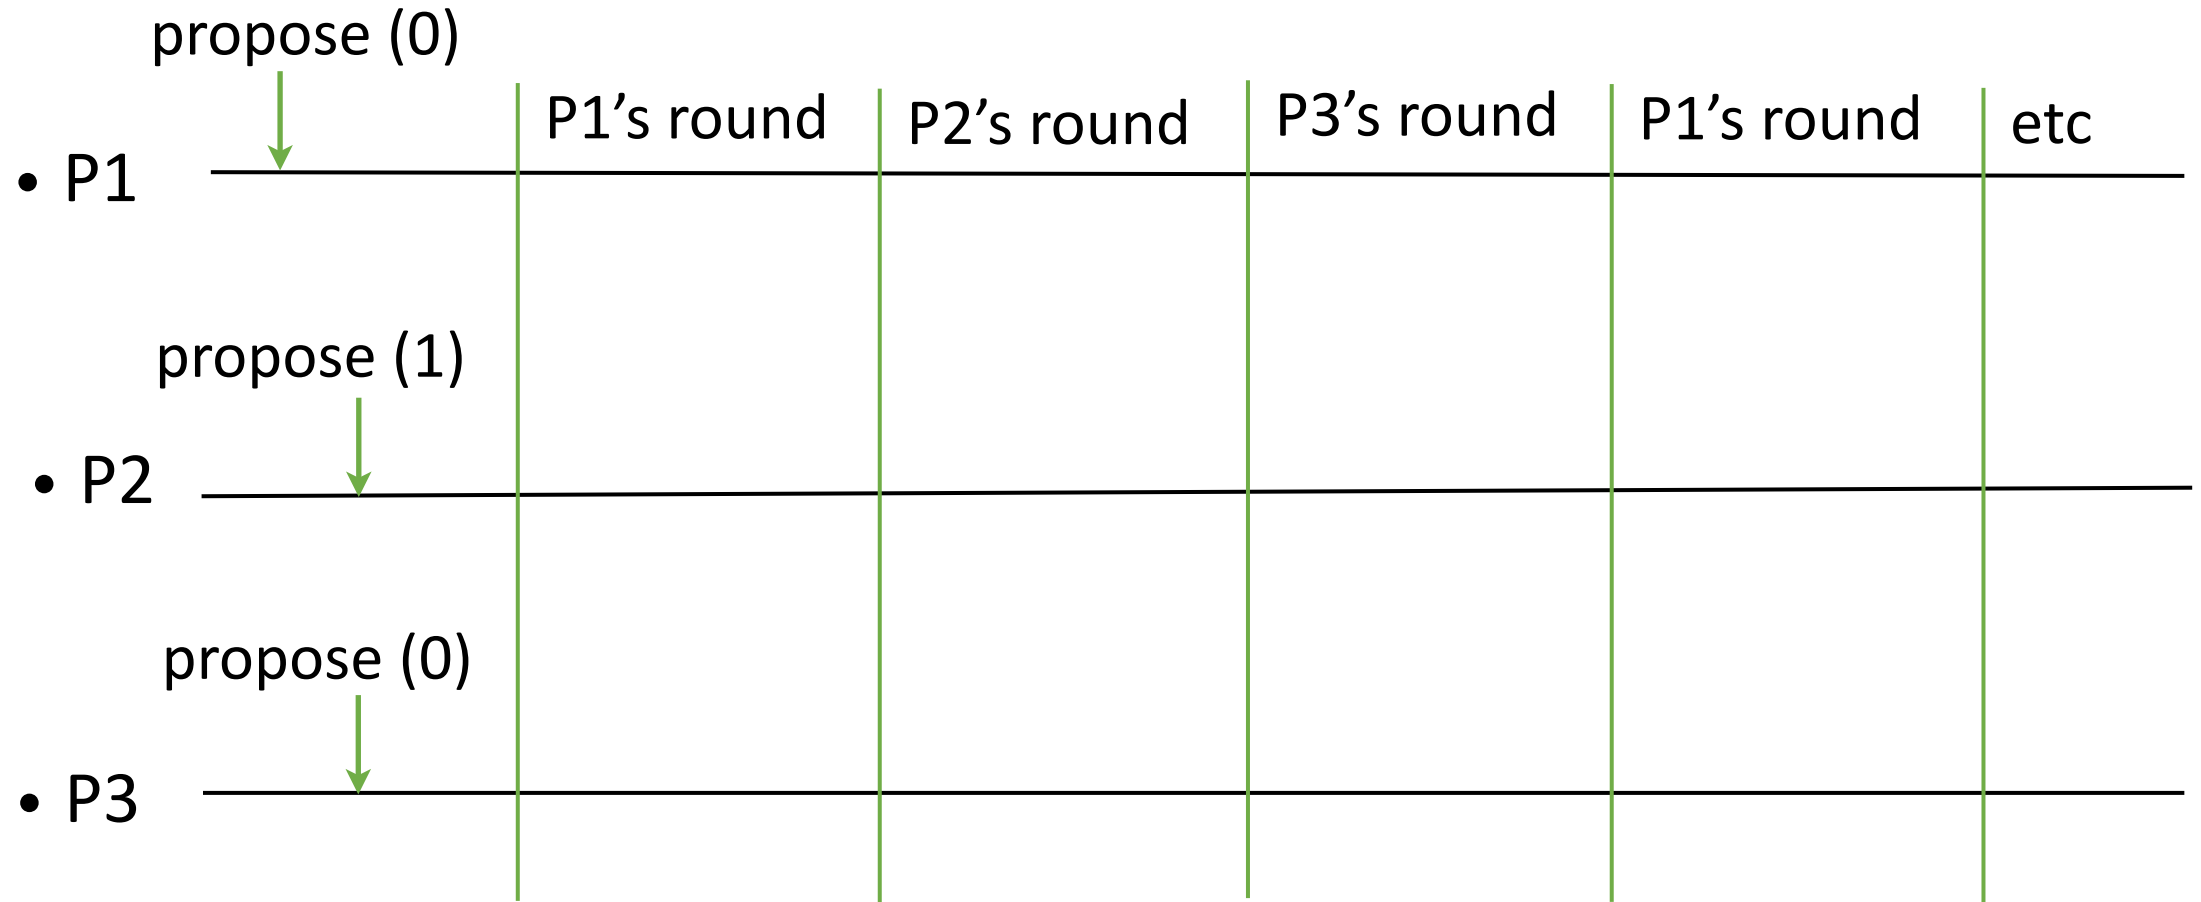 propose (0)
P1's round
P2's round
P3's round
P1's round
etc
• P1
propose (1)
• P2
propose (0)
• P3